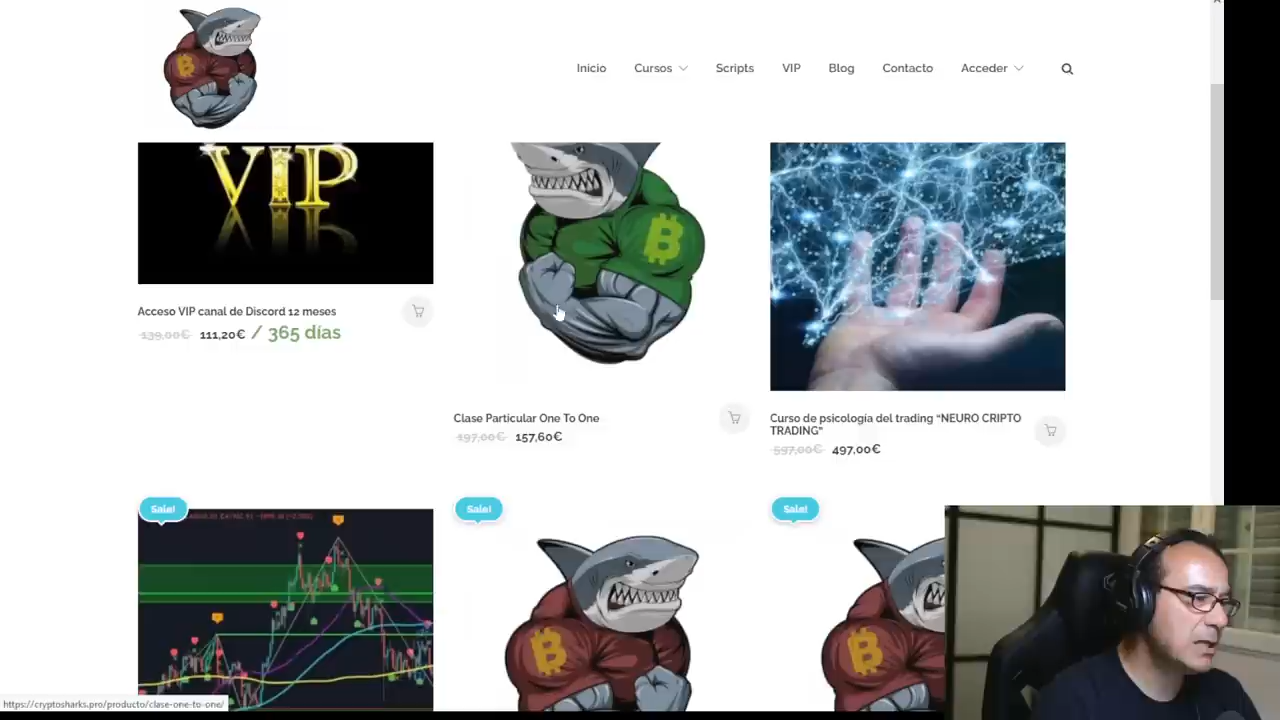 Inicio
Cursos
Scripts
VIP
Blog
Contacto
Acceder
VIP
Acceso VIP canal de Discord 12 meses
139,00€ 111,20€ / 365 días
Clase Particular One To One
197,00€ 157,60€
Curso de psicología del trading “NEURO CRIPTO
TRADING”
597,00€ 497,00€
Sale!
Sale!
Sale!
https://cryptosharks.pro/producto/clase-one-to-one/